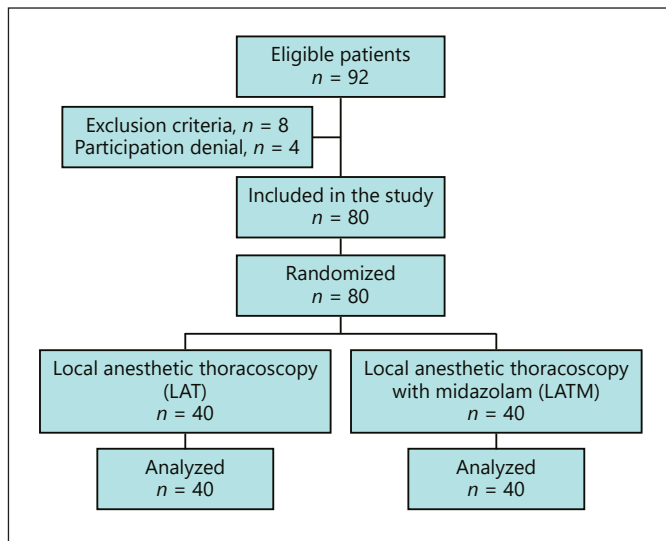 Eligible patients
n = 92
Exclusion criteria, n = 8
Participation denial, n = 4
Included in the study
n = 80
Randomized
n = 80
Local anesthetic thoracoscopy
(LAT)
n = 40
Local anesthetic thoracoscopy
with midazolam (LATM)
n = 40
Analyzed
n = 40
Analyzed
n = 40